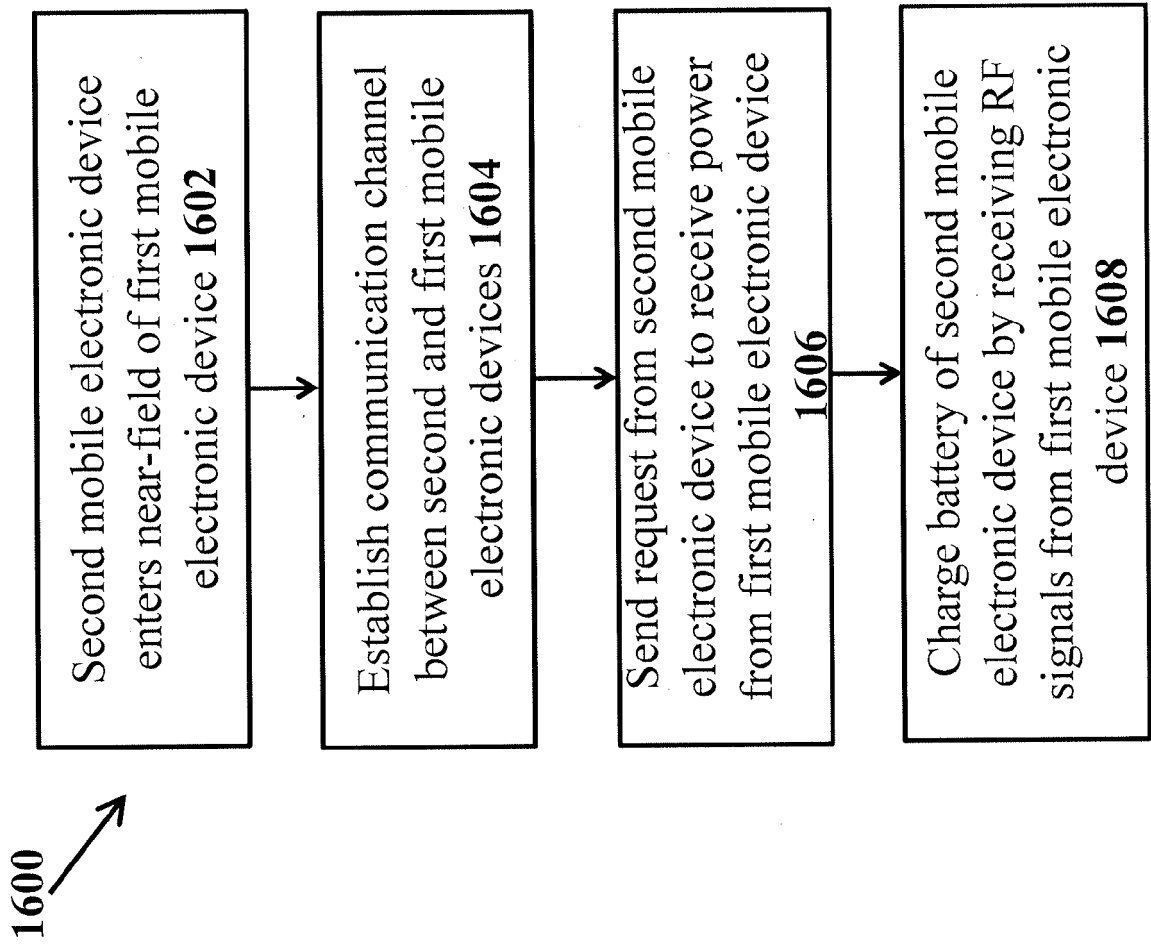 1600
Second mobile electronic device
enters near-field of first mobile
electronic device 1602
Establish communication channel
between second and first mobile
electronic devices 1604
Send request from second mobile
electronic device to receive power
from first mobile electronic device
1606
Charge battery of second mobile
electronic device by receiving RF
signals from first mobile electronic
device 1608